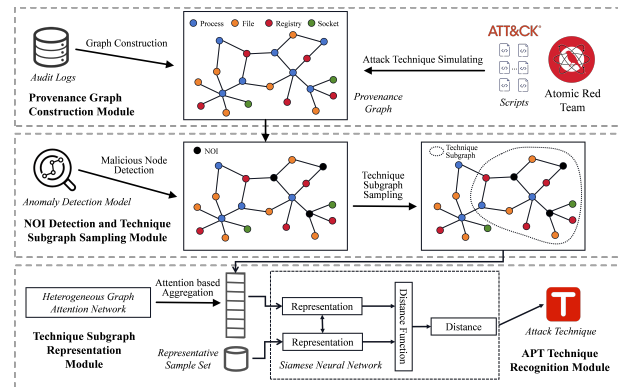 Process File Registry Socket
Graph Construction
Audit Logs
Provenance Graph
Construction Module
ATT&CK®
Attack Technique Simulating
Provenance
Graph
Scripts
Atomic Red
Team
NOI
Malicious Node
Detection
Anomaly Detection Model
NOI Detection and Technique
Subgraph Sampling Module
Technique
Subgraph
Sampling
Technique
Subgraph
Heterogeneous Graph
Attention Network
Attention based
Aggregation
Technique Subgraph
Representation
Module
Representative
Sample Set
Representation
Representation
Siamese Neural Network
Distance Function
Distance
T
Attack Technique
APT Technique
Recognition Module